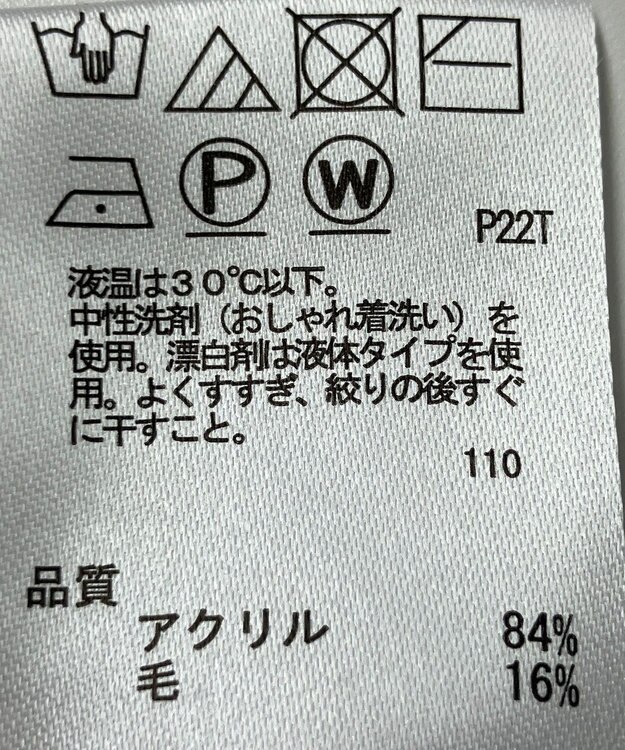 P W
P22T
液温は30℃以下。
中性洗剤（おしゃれ着洗い）を
使用。漂白剤は液体タイプを使
用。よくすすぎ、絞りの後すぐ
に干すこと。
110
品質
アクリル 84%
毛 16%